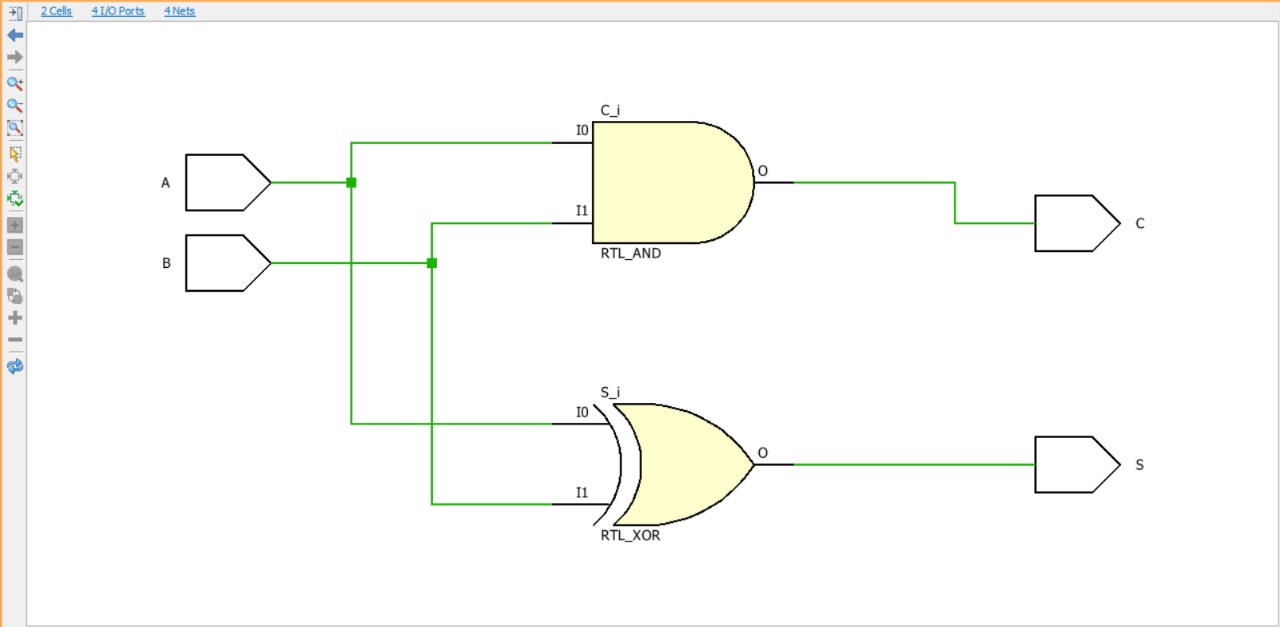 2 Cells 4 I/O Ports 4 Nets
C_i
I0
A
O
I1
C
RTL_AND
B
S_i
I0
O
S
I1
RTL_XOR